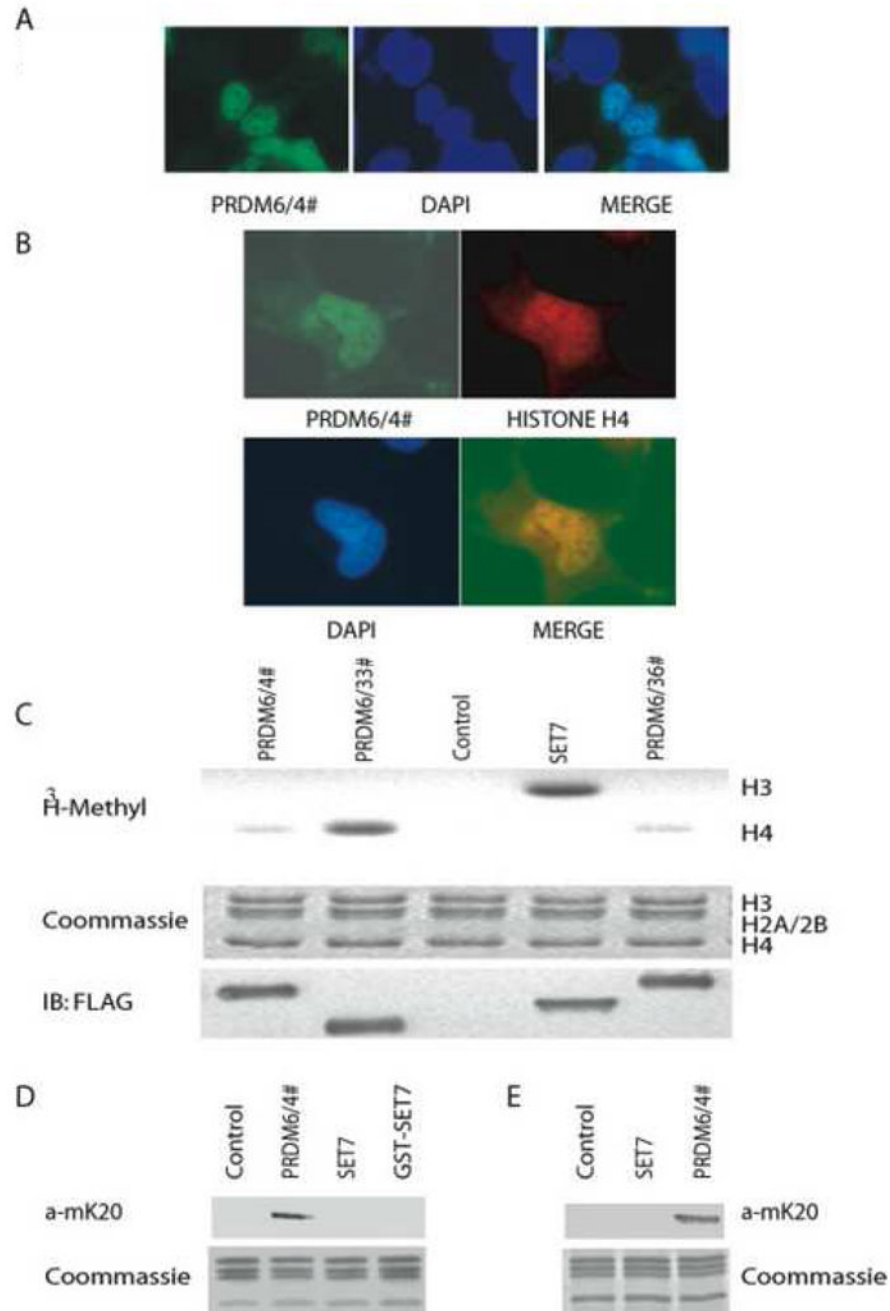 A
PRDM6/4# DAPI MERGE
B
PRDM6/4# HISTONE H4
DAPI MERGE
C
PRDM6/4# PRDM6/33# Control SET7 PRDM6/36#
3
H-Methyl
H3
H4
Coommassie
H3
H2A/2B
H4
IB: FLAG
D
Control PRDM6/4# SET7 GST-SET7
a-mK20
Coommassie
E
Control SET7 PRDM6/4#
a-mK20
Coommassie